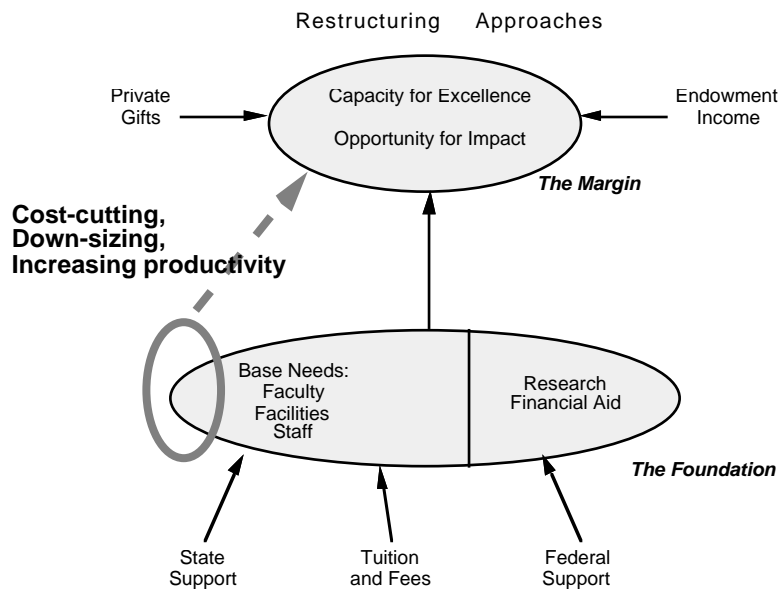 Restructuring Approaches
Private
Gifts
Capacity for Excellence
Opportunity for Impact
Endowment
Income
The Margin
Cost-cutting,
Down-sizing,
Increasing productivity
Base Needs:
Faculty
Facilities
Staff
Research
Financial Aid
The Foundation
State
Support
Tuition
and Fees
Federal
Support